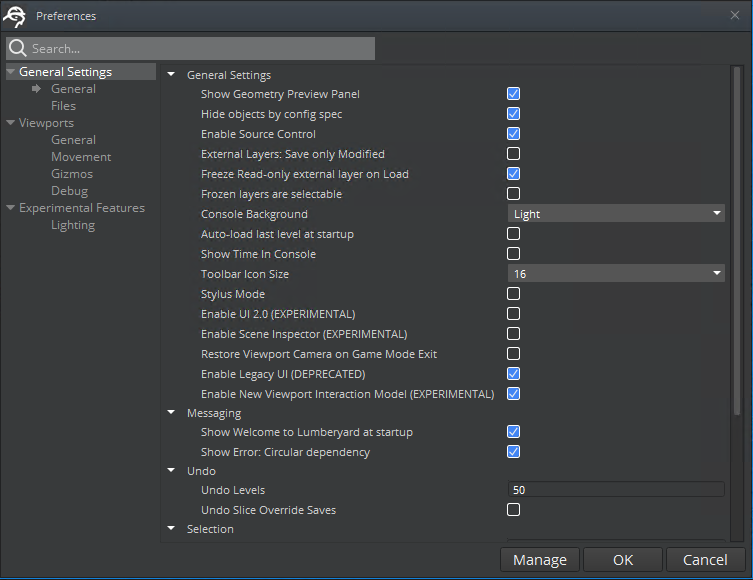 Preferences
Search...
General Settings
General
Files
Viewports
General
Movement
Gizmos
Debug
Experimental Features
Lighting
General Settings
Show Geometry Preview Panel
Hide objects by config spec
Enable Source Control
External Layers: Save only Modified
Freeze Read-only external layer on Load
Frozen layers are selectable
Console Background Light
Auto-load last level at startup
Show Time In Console
Toolbar Icon Size 16
Stylus Mode
Enable UI 2.0 (EXPERIMENTAL)
Enable Scene Inspector (EXPERIMENTAL)
Restore Viewport Camera on Game Mode Exit
Enable Legacy UI (DEPRECATED)
Enable New Viewport Interaction Model (EXPERIMENTAL)
Messaging
Show Welcome to Lumberyard at startup
Show Error: Circular dependency
Undo
Undo Levels 50
Undo Slice Override Saves
Selection
Manage OK Cancel